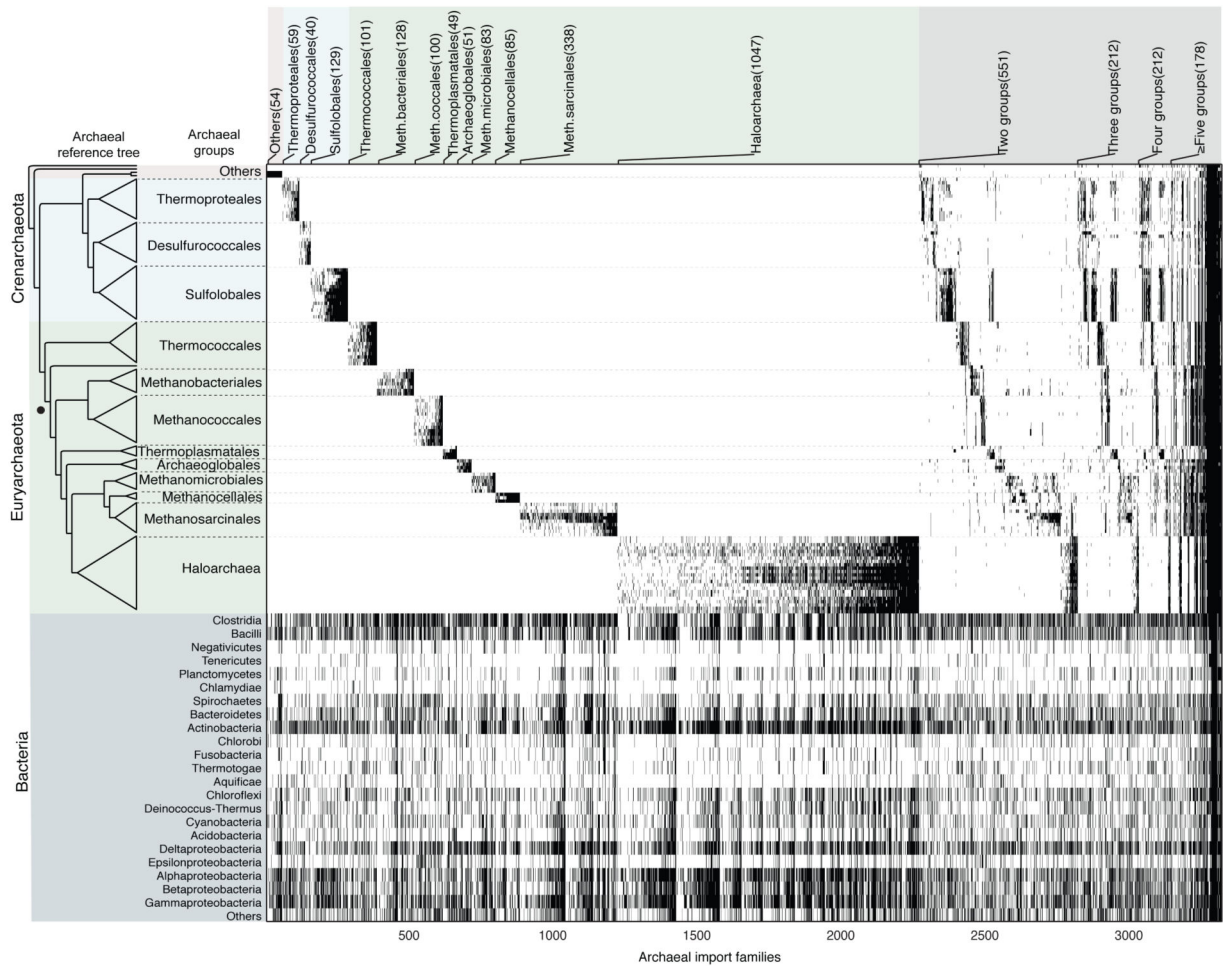 Others(54)
Thermoproteales(59)
Desulfurococcales(40)
Sulfolobales(129)
Thermococcales(101)
Meth.bacteriales(128)
Meth.coccales(100)
Thermoplasmatales(49)
Archaeoglobales(51)
Meth.microbiales(83)
Methanocellales(85)
Meth.sarcinales(338)
Haloarchaea(1047)
Two groups(551)
Three groups(212)
Four groups(212)
≥Five groups(178)
Archaeal
reference tree
Archaeal
groups
Crenarchaeota
Euryarchaeota
Bacteria
Others
Thermoproteales
Desulfurococcales
Sulfolobales
Thermococcales
Methanobacteriales
Methanococcales
Thermoplasmatales
Archaeoglobales
Methanomicrobiales
Methanocellales
Methanosarcinales
Haloarchaea
Clostridia
Bacilli
Negativicutes
Tenericutes
Planctomycetes
Chlamydiae
Spirochaetes
Bacteroidetes
Actinobacteria
Chlorobi
Fusobacteria
Thermotogae
Aquificae
Chloroflexi
Deinococcus-Thermus
Cyanobacteria
Acidobacteria
Deltaproteobacteria
Epsilonproteobacteria
Alphaproteobacteria
Betaproteobacteria
Gammaproteobacteria
Others
500 1000 1500 2000 2500 3000
Archaeal import families